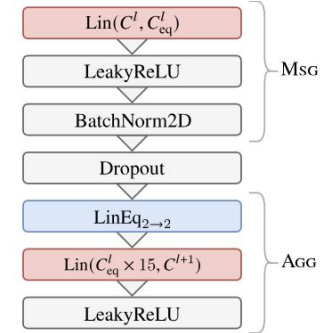 Lin(C^l, C^l_eq)
LeakyReLU
BatchNorm2D
MSG
Dropout
LinEq_{2→2}
Lin(C^l_eq × 15, C^{l+1})
LeakyReLU
AGG